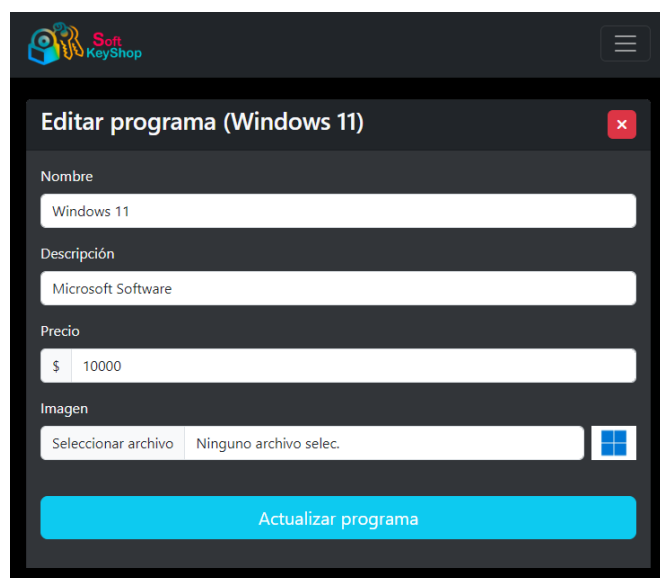 Soft
KeyShop
Editar programa (Windows 11)
Nombre
Windows 11
Descripción
Microsoft Software
Precio
$ 10000
Imagen
Seleccionar archivo Ninguno archivo selec.
Actualizar programa